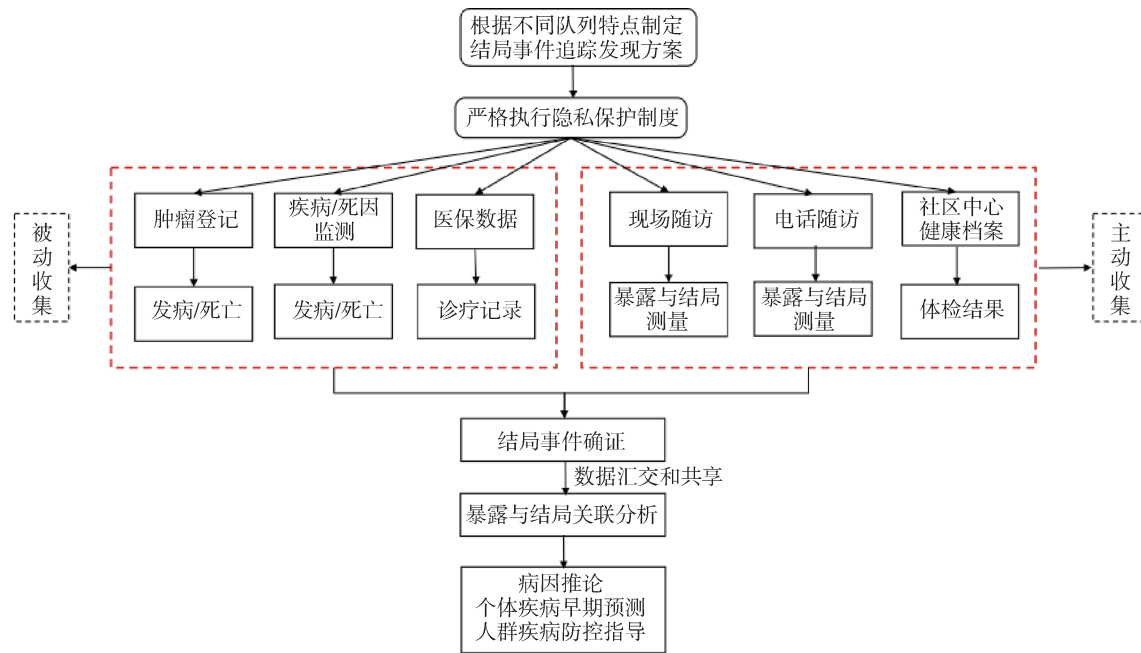 根据不同队列特点制定
结局事件追踪发现方案
严格执行隐私保护制度
被动收集
肿瘤登记
疾病/死因
监测
医保数据
现场随访
电话随访
社区中心
健康档案
主动收集
发病/死亡
发病/死亡
诊疗记录
暴露与结局
测量
暴露与结局
测量
体检结果
结局事件确证
数据汇交和共享
暴露与结局关联分析
病因推论
个体疾病早期预测
人群疾病防控指导